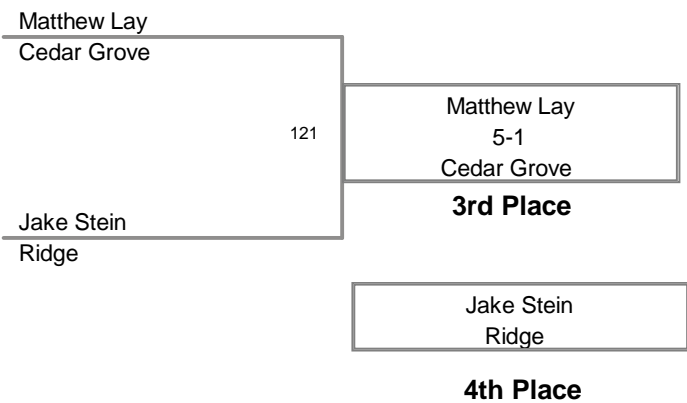 Matthew Lay
Cedar Grove
121
Matthew Lay
5-1
Cedar Grove
3rd Place
Jake Stein
Ridge
Jake Stein
Ridge
4th Place